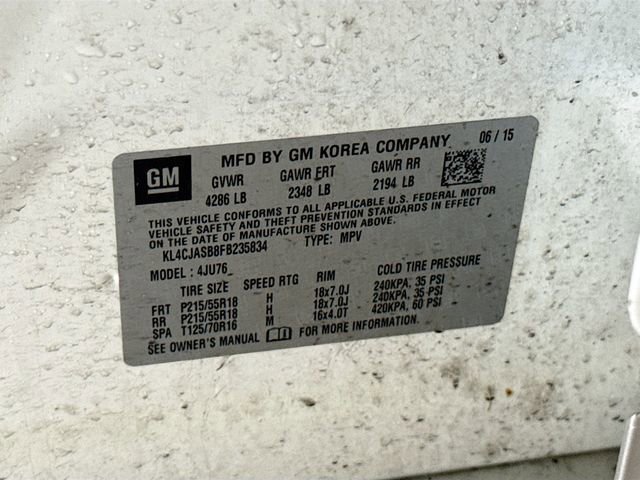 GM
MFD BY GM KOREA COMPANY 06 / 15
GVWR GAWR FRT GAWR RR
4286 LB 2348 LB 2194 LB
THIS VEHICLE CONFORMS TO ALL APPLICABLE U.S. FEDERAL MOTOR
VEHICLE SAFETY AND THEFT PREVENTION STANDARDS IN EFFECT
ON THE DATE OF MANUFACTURE SHOWN ABOVE.
KL4CJASB8FB235834 TYPE: MPV
MODEL : 4JU76_
TIRE SIZE SPEED RTG RIM COLD TIRE PRESSURE
FRT P215/55R18 H 18x7.0J 240KPA, 35 PSI
RR P215/55R18 H 18x7.0J 240KPA, 35 PSI
SPA T125/70R16 M 16x4.0T 420KPA, 60 PSI
SEE OWNER'S MANUAL FOR MORE INFORMATION